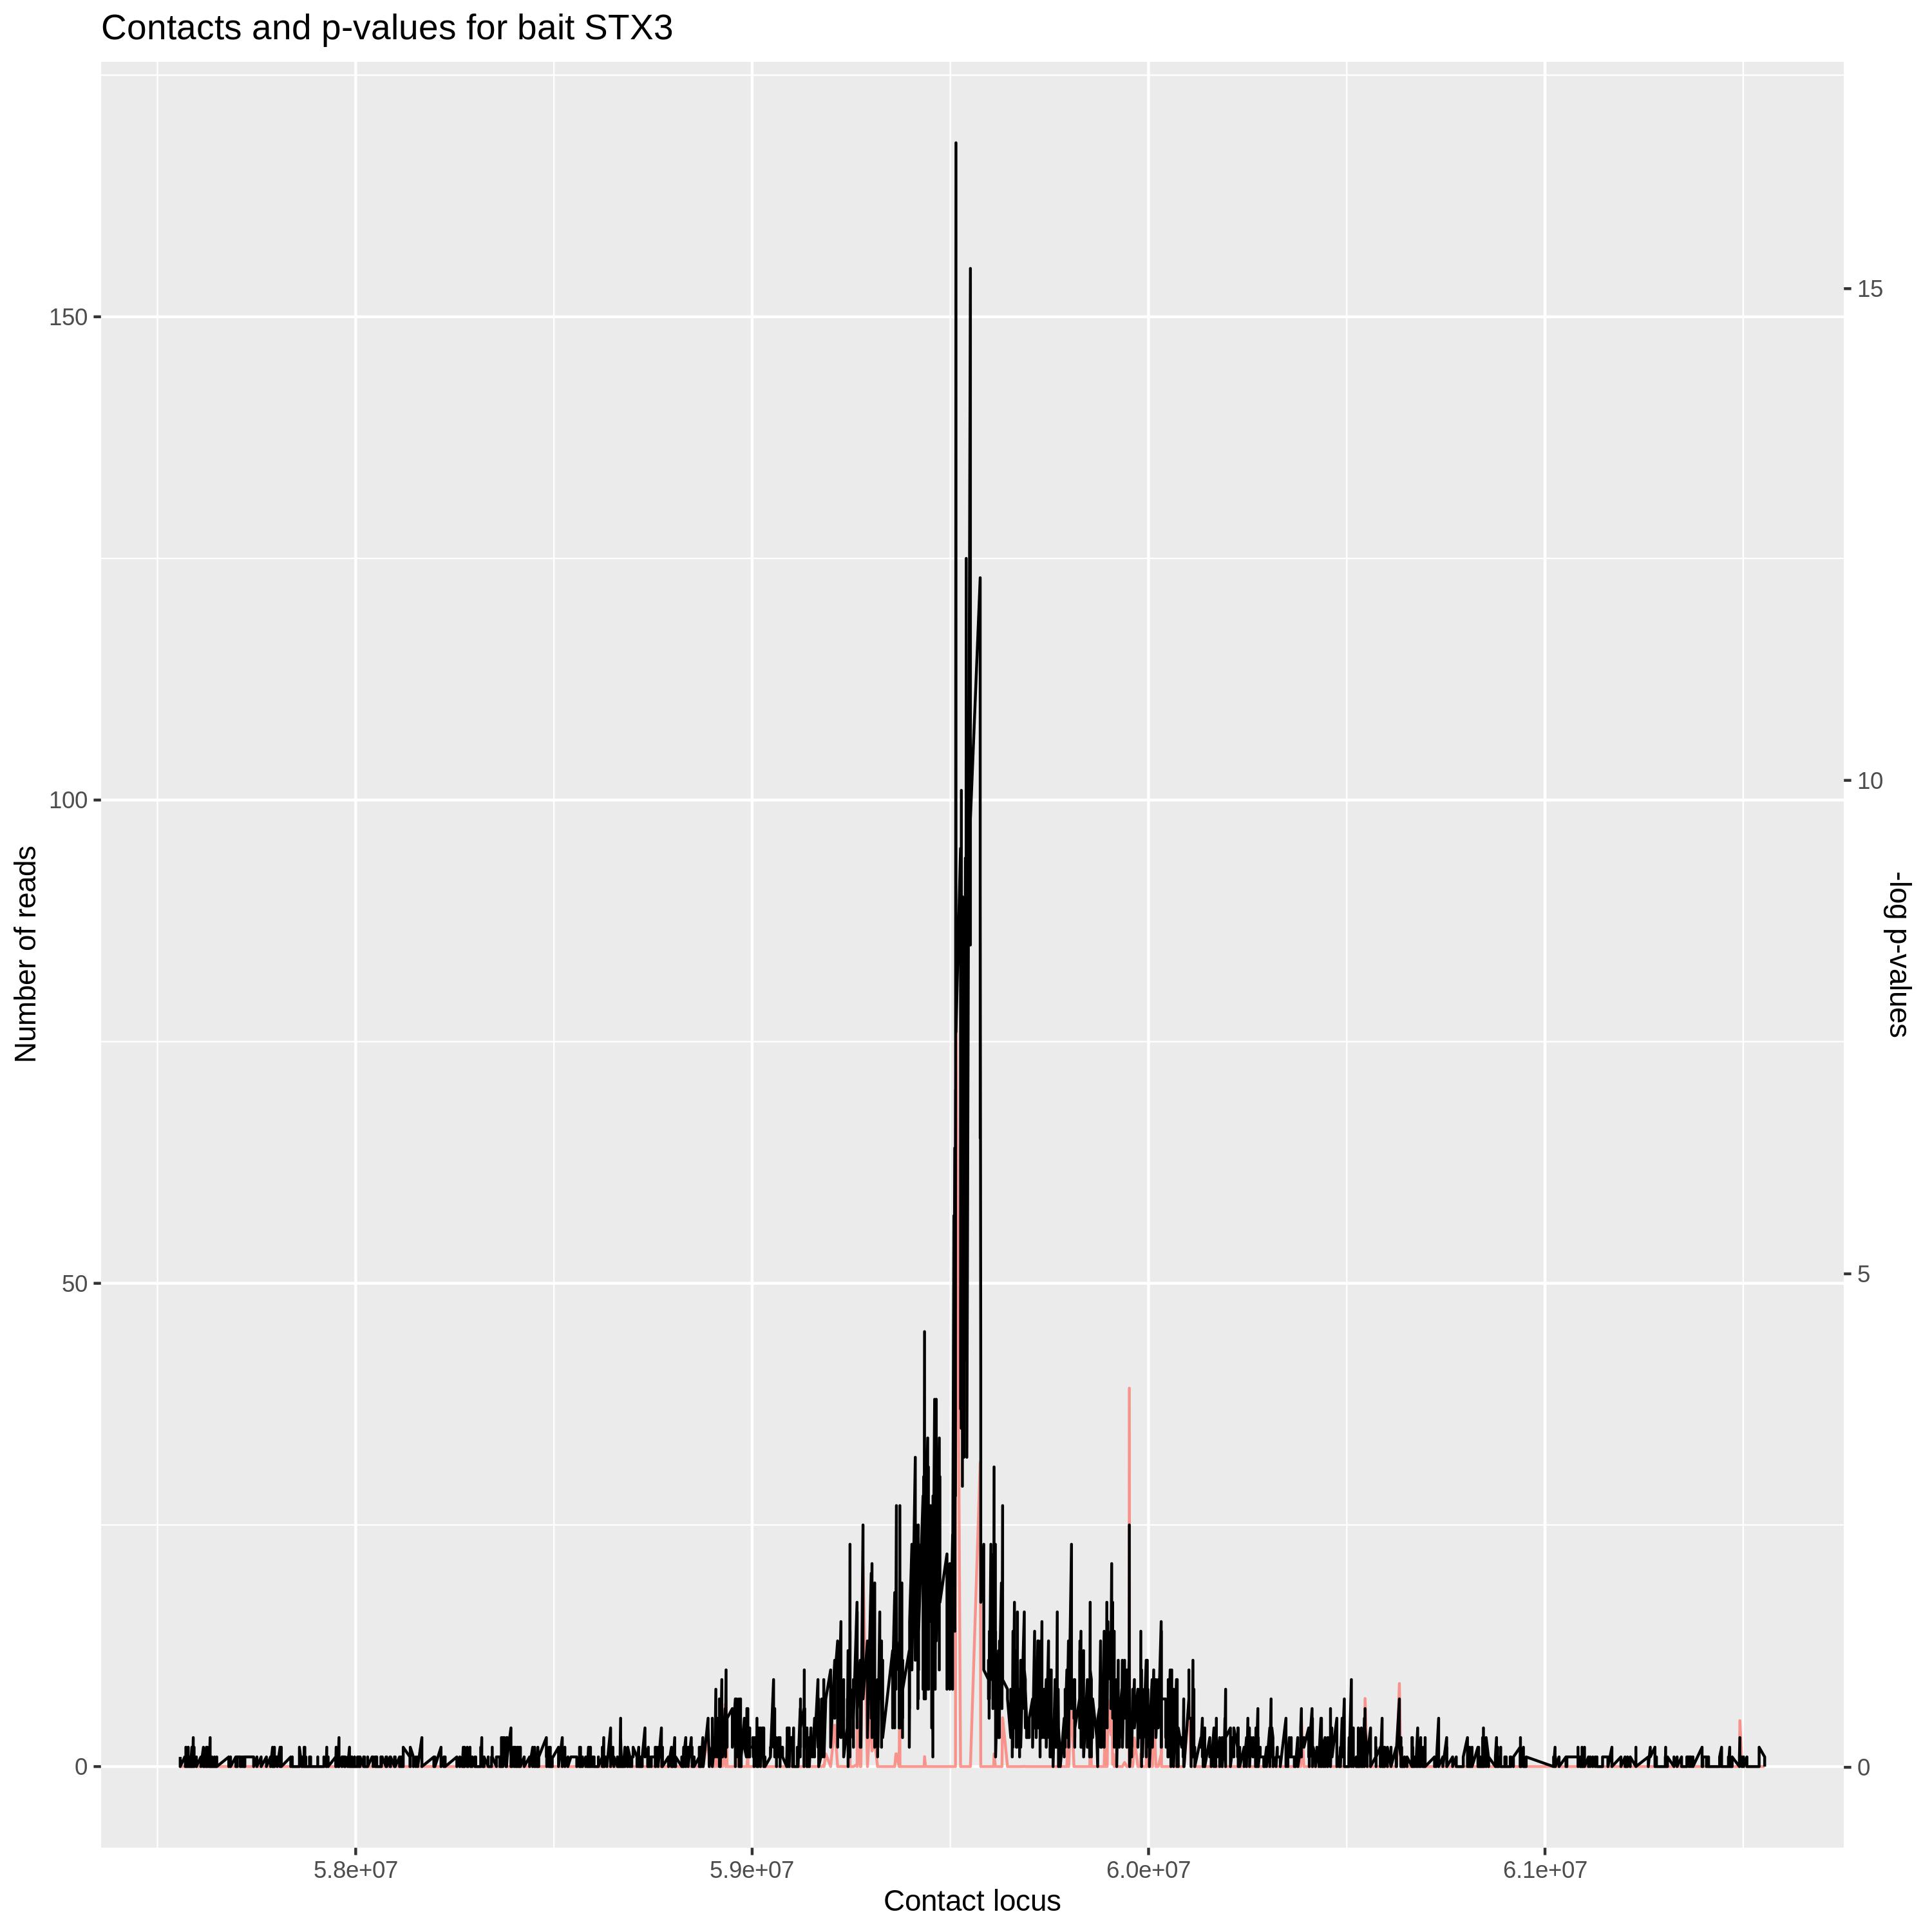 Contacts and p-values for bait STX3
150
100
50
0
Number of reads
15
10
5
0
-log p-values
5.8e+07
5.9e+07
6.0e+07
6.1e+07
Contact locus